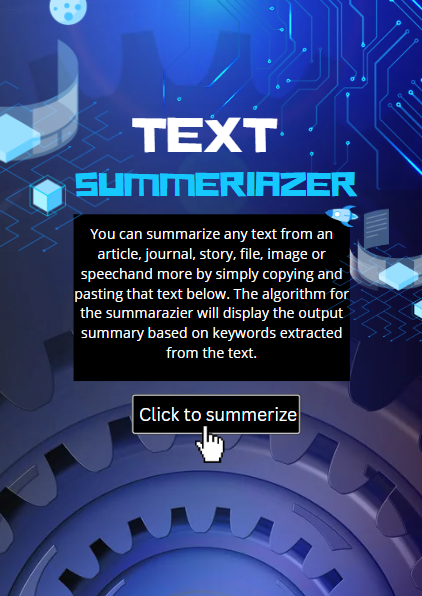 TEXT
SUMMERIAZER
You can summarize any text from an
article, journal, story, file, image or
speechand more by simply copying and
pasting that text below. The algorithm for
the summarazier will display the output
summary based on keywords extracted
from the text.
Click to summerize